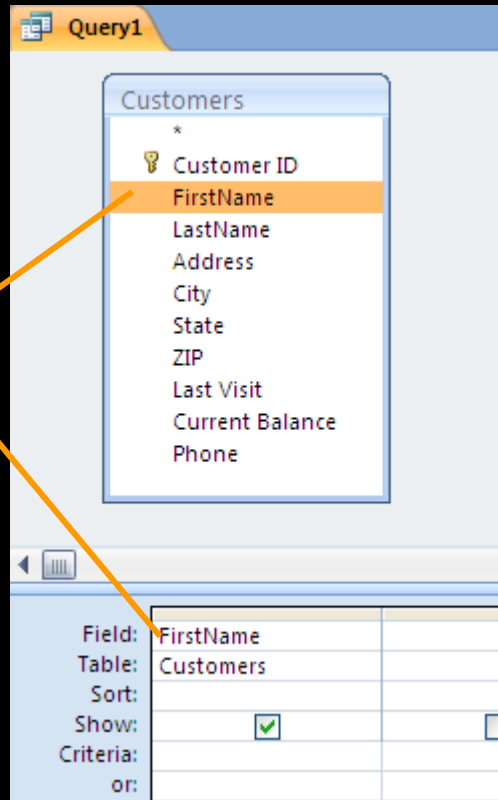 Query1
Customers
*
Customer ID
FirstName
LastName
Address
City
State
ZIP
Last Visit
Current Balance
Phone
Field: FirstName
Table: Customers
Sort:
Show:
Criteria:
or: